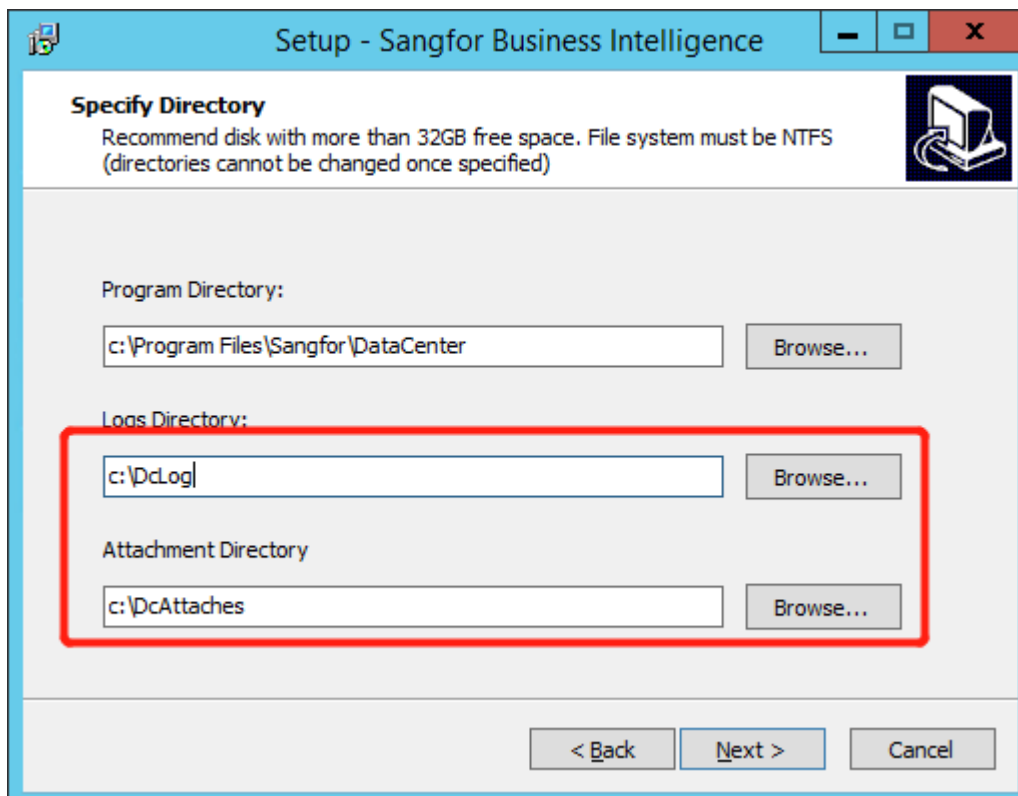 Setup - Sangfor Business Intelligence
Specify Directory
Recommend disk with more than 32GB free space. File system must be NTFS
(directories cannot be changed once specified)
Program Directory:
c:\Program Files\Sangfor\DataCenter
Browse...
Logs Directory:
c:\DcLog
Browse...
Attachment Directory
c:\DcAttaches
Browse...
< Back
Next >
Cancel